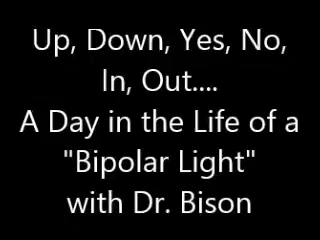 Up, Down, Yes, No,
In, Out....
A Day in the Life of a
"Bipolar Light"
with Dr. Bison